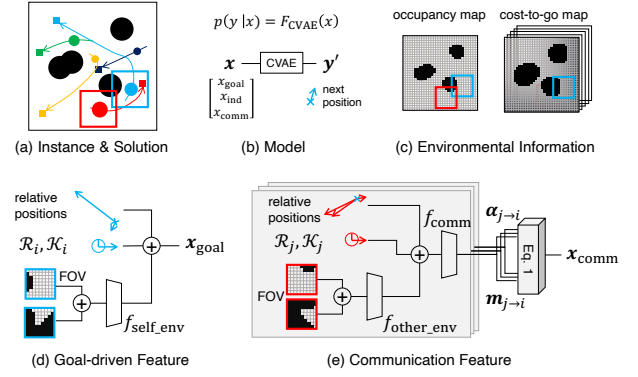 p(y |x) = F_CVAE(x)
x
CVAE
y′
x_goal
x_ind
x_comm
next
position
occupancy map
cost-to-go map
(a) Instance & Solution
(b) Model
(c) Environmental Information
relative
positions
ℛ_i, 𝒦_i
FOV
f_self_env
x_goal
(d) Goal-driven Feature
relative
positions
ℛ_j, 𝒦_j
FOV
f_other_env
f_comm
α_{j→i}
Eq. 1
m_{j→i}
x_comm
(e) Communication Feature